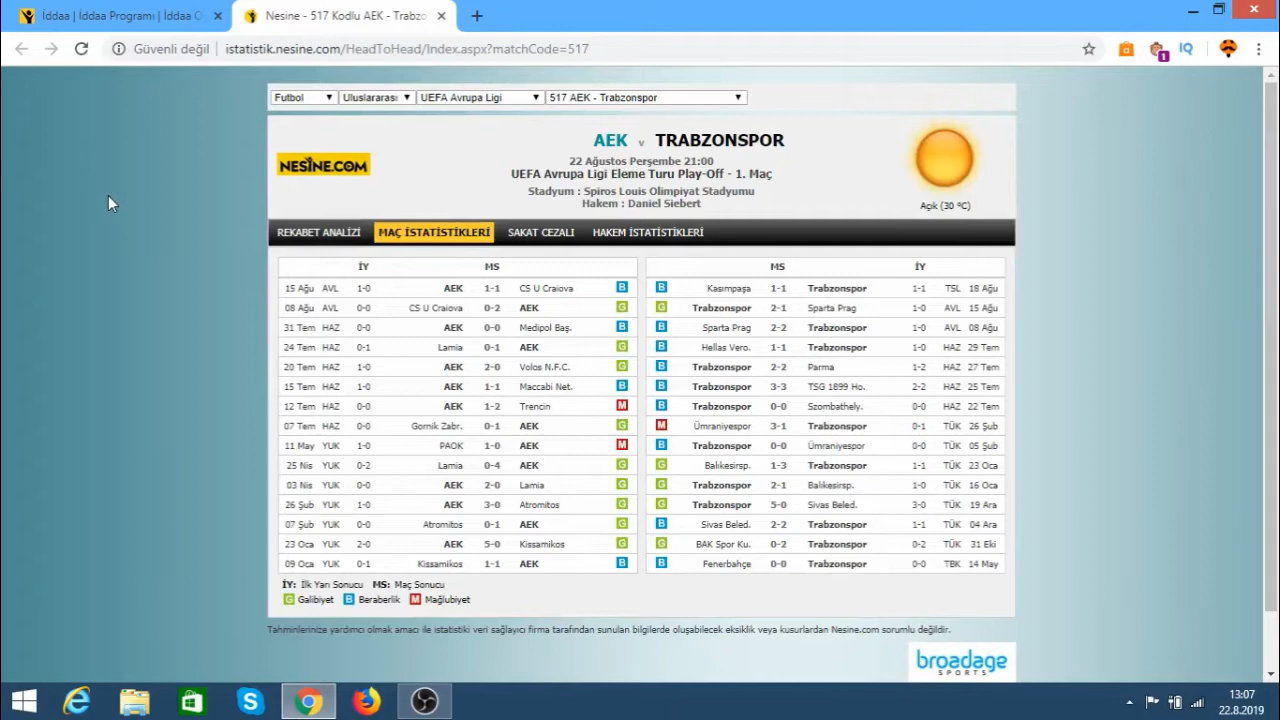 İddaa | İddaa Programı | İddaa O
Nesine - 517 Kodlu AEK - Trabzo
Güvenli değil
istatistik.nesine.com/HeadToHead/Index.aspx?matchCode=517
1
IQ
Futbol Uluslararası UEFA Avrupa Ligi 517 AEK - Trabzonspor
NESİNE.COM
AEK v TRABZONSPOR
22 Ağustos Perşembe 21:00
UEFA Avrupa Ligi Eleme Turu Play-Off - 1. Maç
Stadyum : Spiros Louis Olimpiyat Stadyumu
Hakem : Daniel Siebert
Açık (30 °C)
REKABET ANALİZİ MAÇ İSTATİSTİKLERİ SAKAT CEZALI HAKEM İSTATİSTİKLERİ
İY MS
15 Ağu AVL 1-0 AEK 1-1 CS U Craiova B
08 Ağu AVL 0-0 CS U Craiova 0-2 AEK G
31 Tem HAZ 0-0 AEK 0-0 Medipol Baş. B
24 Tem HAZ 0-1 Lamia 0-1 AEK G
20 Tem HAZ 1-0 AEK 2-0 Volos N.F.C. G
15 Tem HAZ 1-0 AEK 1-1 Maccabi Net. B
12 Tem HAZ 0-0 AEK 1-2 Trencin M
07 Tem HAZ 0-0 Gornik Zabr. 0-1 AEK G
11 May YUK 1-0 PAOK 1-0 AEK M
25 Nis YUK 0-2 Lamia 0-4 AEK G
03 Nis YUK 0-0 AEK 2-0 Lamia G
26 Şub YUK 1-0 AEK 3-0 Atromitos G
07 Şub YUK 0-0 Atromitos 0-1 AEK G
23 Oca YUK 2-0 AEK 5-0 Kissamikos G
09 Oca YUK 0-1 Kissamikos 1-1 AEK B
MS İY
B Kasımpaşa 1-1 Trabzonspor 1-1 TSL 18 Ağu
G Trabzonspor 2-1 Sparta Prag 1-0 AVL 15 Ağu
B Sparta Prag 2-2 Trabzonspor 1-0 AVL 08 Ağu
B Hellas Vero. 1-1 Trabzonspor 1-0 HAZ 29 Tem
B Trabzonspor 2-2 Parma 1-2 HAZ 27 Tem
B Trabzonspor 3-3 TSG 1899 Ho. 2-2 HAZ 25 Tem
B Trabzonspor 0-0 Szombathely. 0-0 HAZ 22 Tem
M Ümraniyespor 3-1 Trabzonspor 0-1 TÜK 26 Şub
B Trabzonspor 0-0 Ümraniyespor 0-0 TÜK 05 Şub
G Balıkesirsp. 1-3 Trabzonspor 1-1 TÜK 23 Oca
G Trabzonspor 2-1 Balıkesirsp. 1-0 TÜK 16 Oca
G Trabzonspor 5-0 Sivas Beled. 3-0 TÜK 19 Ara
B Sivas Beled. 2-2 Trabzonspor 1-1 TÜK 04 Ara
G BAK Spor Ku. 0-2 Trabzonspor 0-2 TÜK 31 Eki
B Fenerbahçe 0-0 Trabzonspor 0-0 TBK 14 May
İY: İlk Yarı Sonucu MS: Maç Sonucu
G Galibiyet B Beraberlik M Mağlubiyet
Tahminlerinize yardımcı olmak amacı ile istatistiki veri sağlayıcı firma tarafından sunulan bilgilerde oluşabilecek eksiklik veya kusurlardan Nesine.com sorumlu değildir.
broadage
SPORTS
13:07
22.8.2019